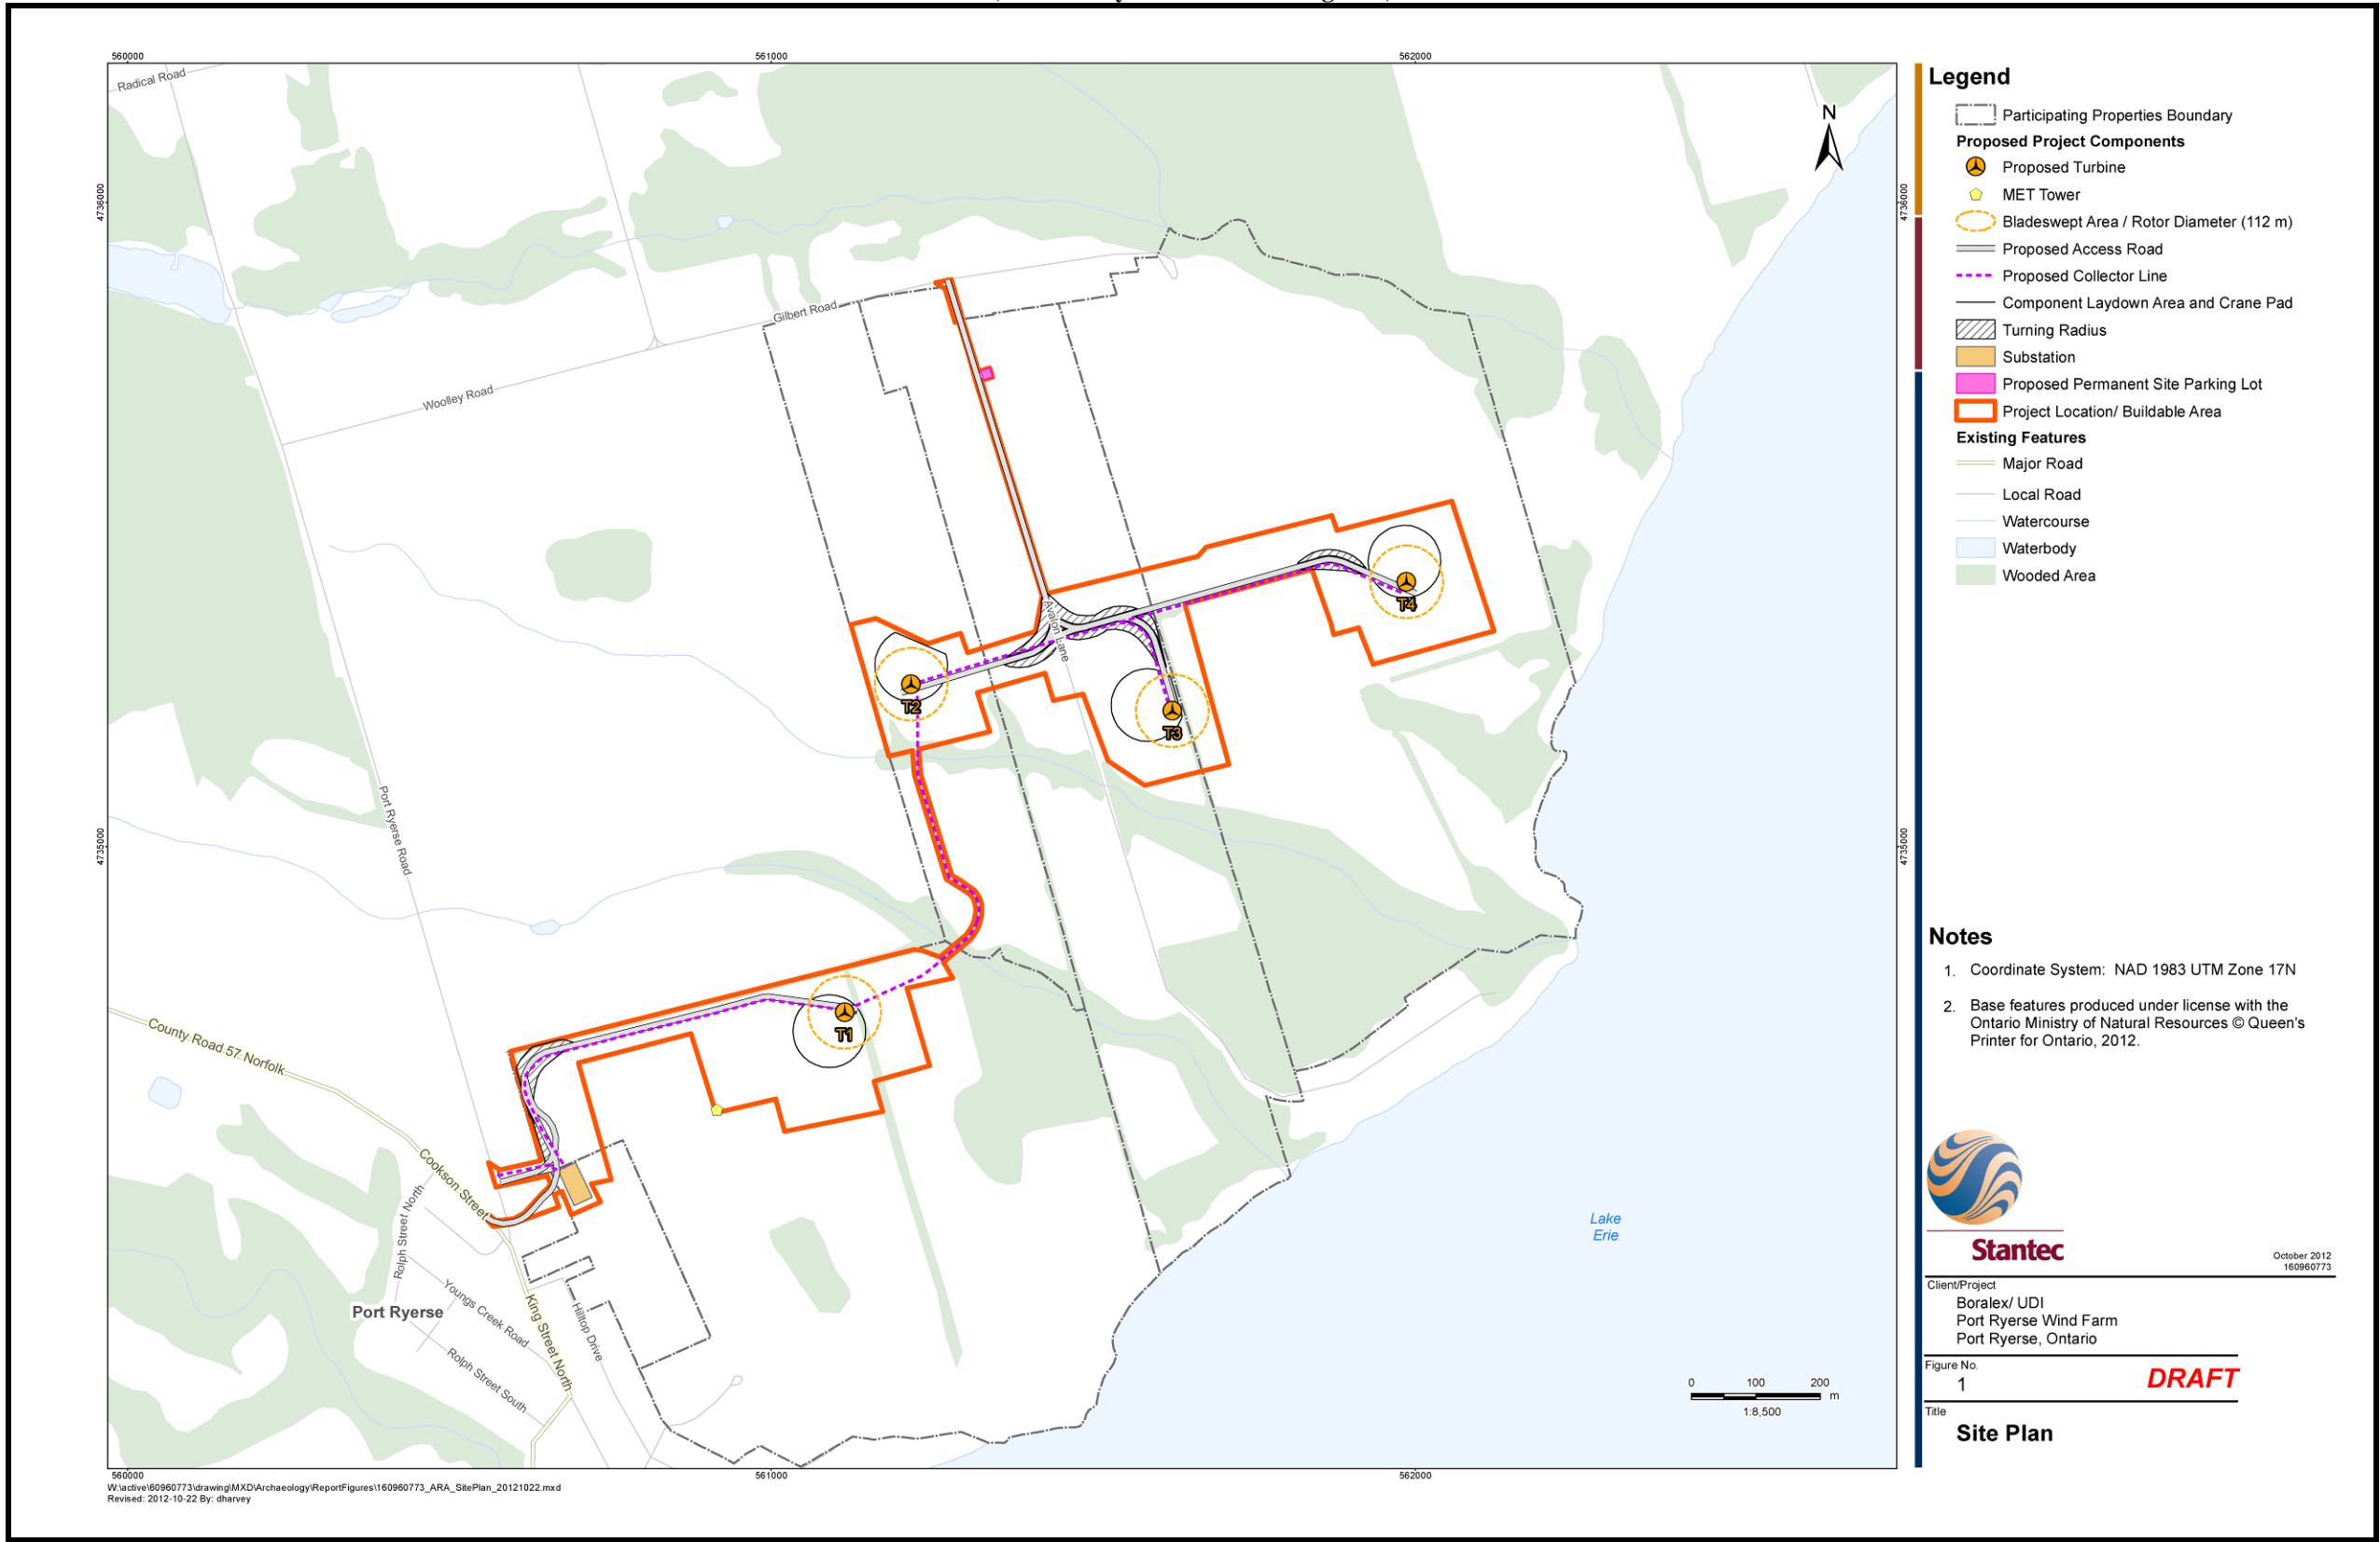 560000
561000
562000
Radical Road
N
4736000
4736000
Gilbert Road
Woolley Road
Avalon Lane
T4
T2
T3
Port Ryerse Road
4735000
4735000
T1
County Road 57 Norfolk
Cookson Street
Rolph Street North
Lake
Erie
Youngs Creek Road
Port Ryerse
King Street North
Hilltop Drive
Rolph Street South
0 100 200
m
1:8,500
560000
561000
562000
W:\active\60960773\drawing\MXD\Archaeology\ReportFigures\160960773_ARA_SitePlan_20121022.mxd
Revised: 2012-10-22 By: dharvey
Legend
Participating Properties Boundary
Proposed Project Components
Proposed Turbine
MET Tower
Bladeswept Area / Rotor Diameter (112 m)
Proposed Access Road
Proposed Collector Line
Component Laydown Area and Crane Pad
Turning Radius
Substation
Proposed Permanent Site Parking Lot
Project Location/ Buildable Area
Existing Features
Major Road
Local Road
Watercourse
Waterbody
Wooded Area
Notes
1. Coordinate System: NAD 1983 UTM Zone 17N
2. Base features produced under license with the
Ontario Ministry of Natural Resources © Queen's
Printer for Ontario, 2012.
Stantec
October 2012
160960773
Client/Project
Boralex/ UDI
Port Ryerse Wind Farm
Port Ryerse, Ontario
Figure No.
1
DRAFT
Title
Site Plan